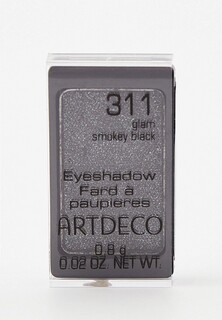 311
glam
smokey black
Eyeshadow
Fard à
paupières
ARTDECO
0,8 g
0.02 OZ. NET WT.